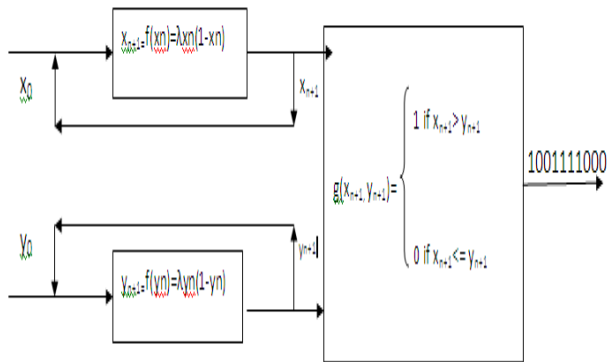 xn+1=f(xn)=λxn(1-xn)
x0
xn+1
1 if xn+1> yn+1
g(xn+1, yn+1)=
1001111000
0 if xn+1<=yn+1
y0
yn+1
yn+1=f(yn)=λyn(1-yn)